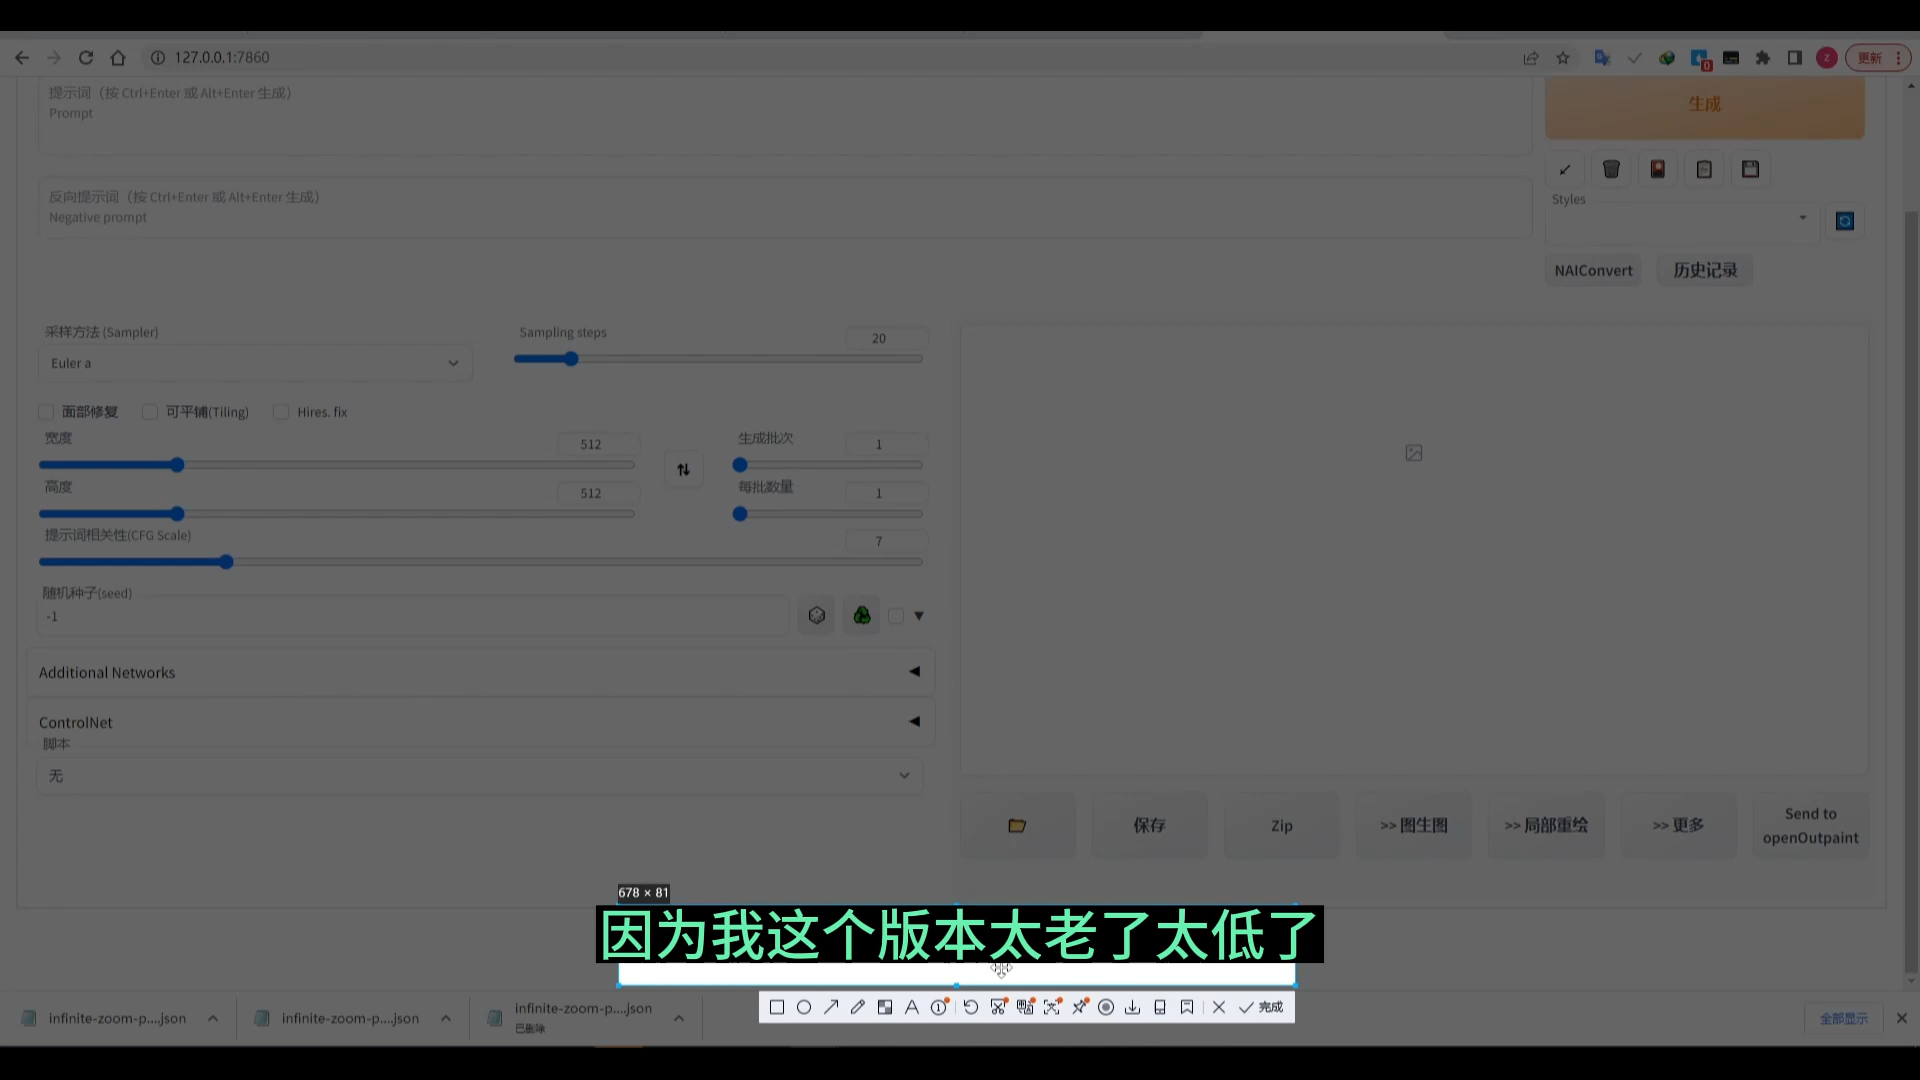 127.0.0.1:7860
更新
0
Z
提示词（按 Ctrl+Enter 或 Alt+Enter 生成）
Prompt
生成
反向提示词（按 Ctrl+Enter 或 Alt+Enter 生成）
Negative prompt
Styles
NAIConvert
历史记录
采样方法 (Sampler)
Euler a
Sampling steps
20
面部修复
可平铺(Tiling)
Hires. fix
宽度
512
生成批次
1
高度
512
每批数量
1
提示词相关性(CFG Scale)
7
随机种子(seed)
-1
Additional Networks
ControlNet
脚本
无
保存
Zip
>> 图生图
>> 局部重绘
>> 更多
Send to
openOutpaint
678 × 81
因为我这个版本太老了太低了
完成
infinite-zoom-p....json
infinite-zoom-p....json
infinite-zoom-p....json
已删除
全部显示